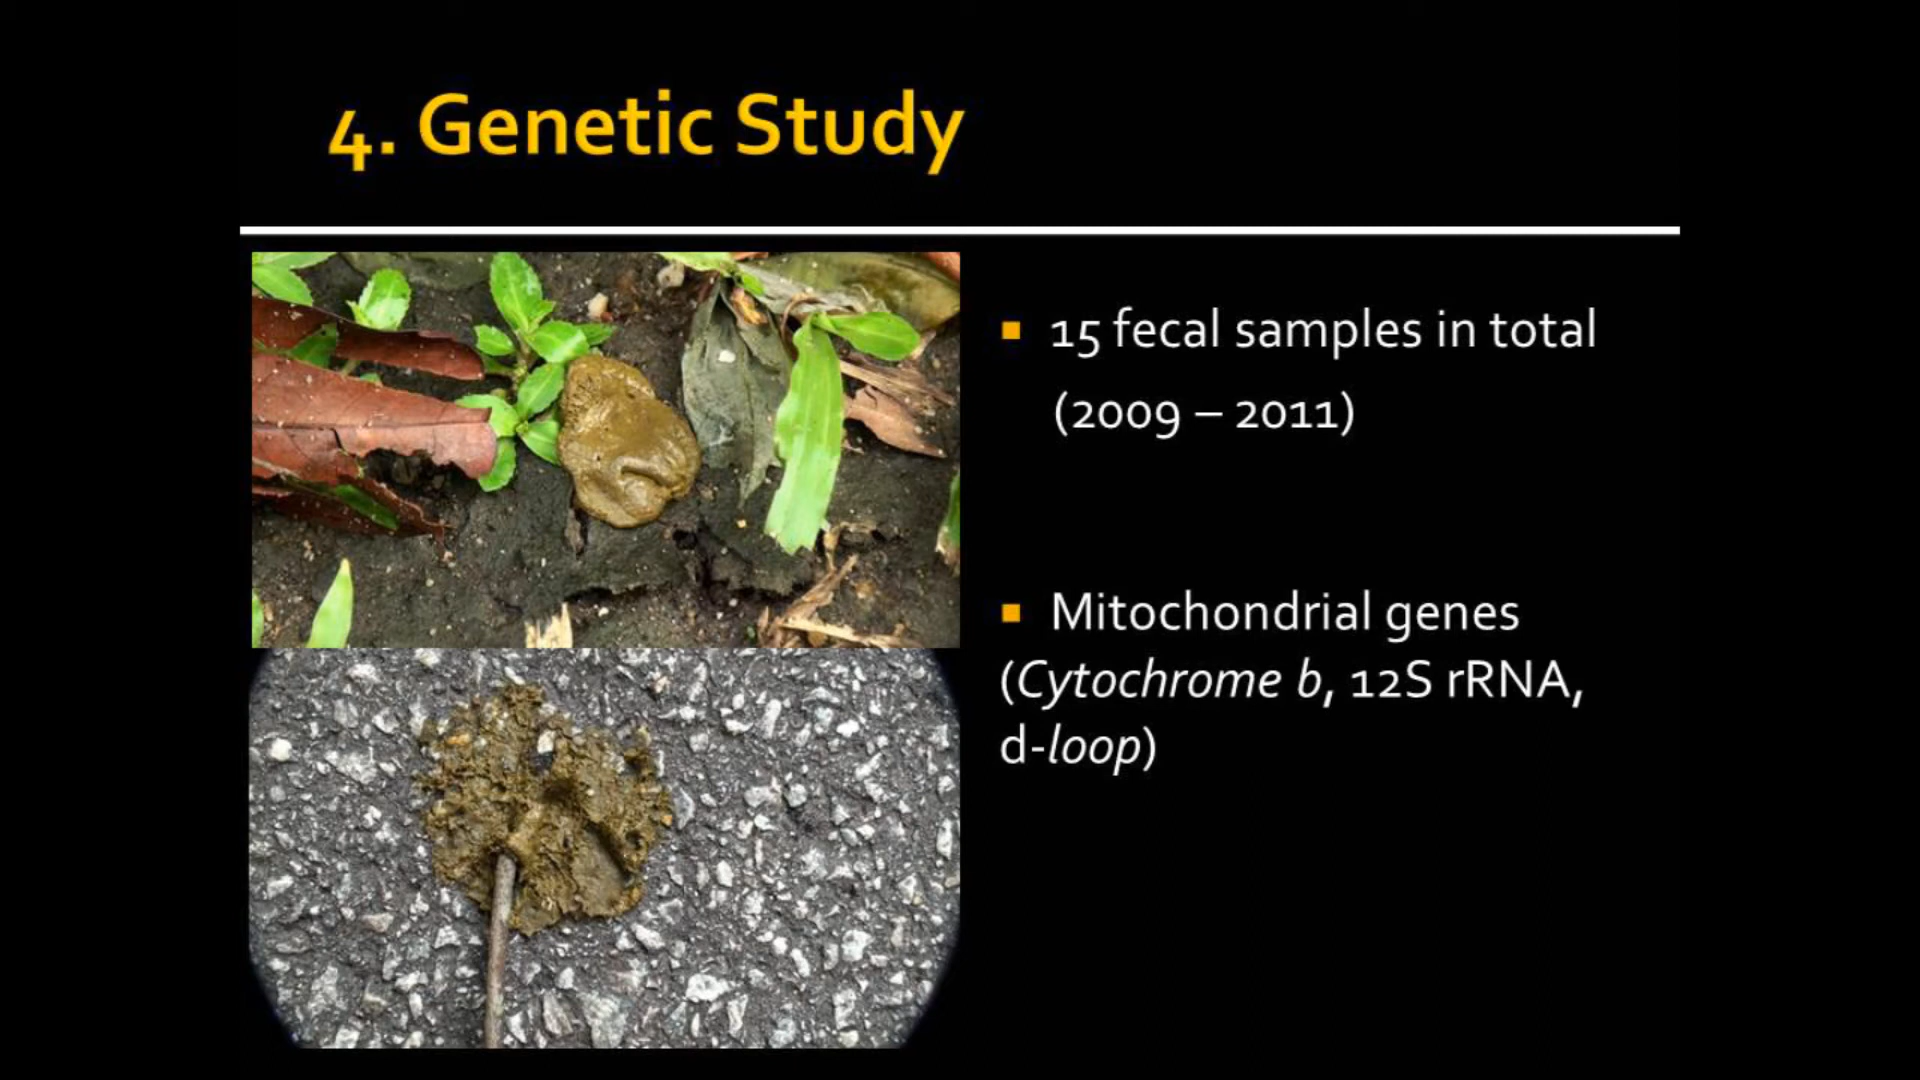 4. Genetic Study
▪ 15 fecal samples in total
(2009 – 2011)
▪ Mitochondrial genes
(Cytochrome b, 12S rRNA,
d-loop)